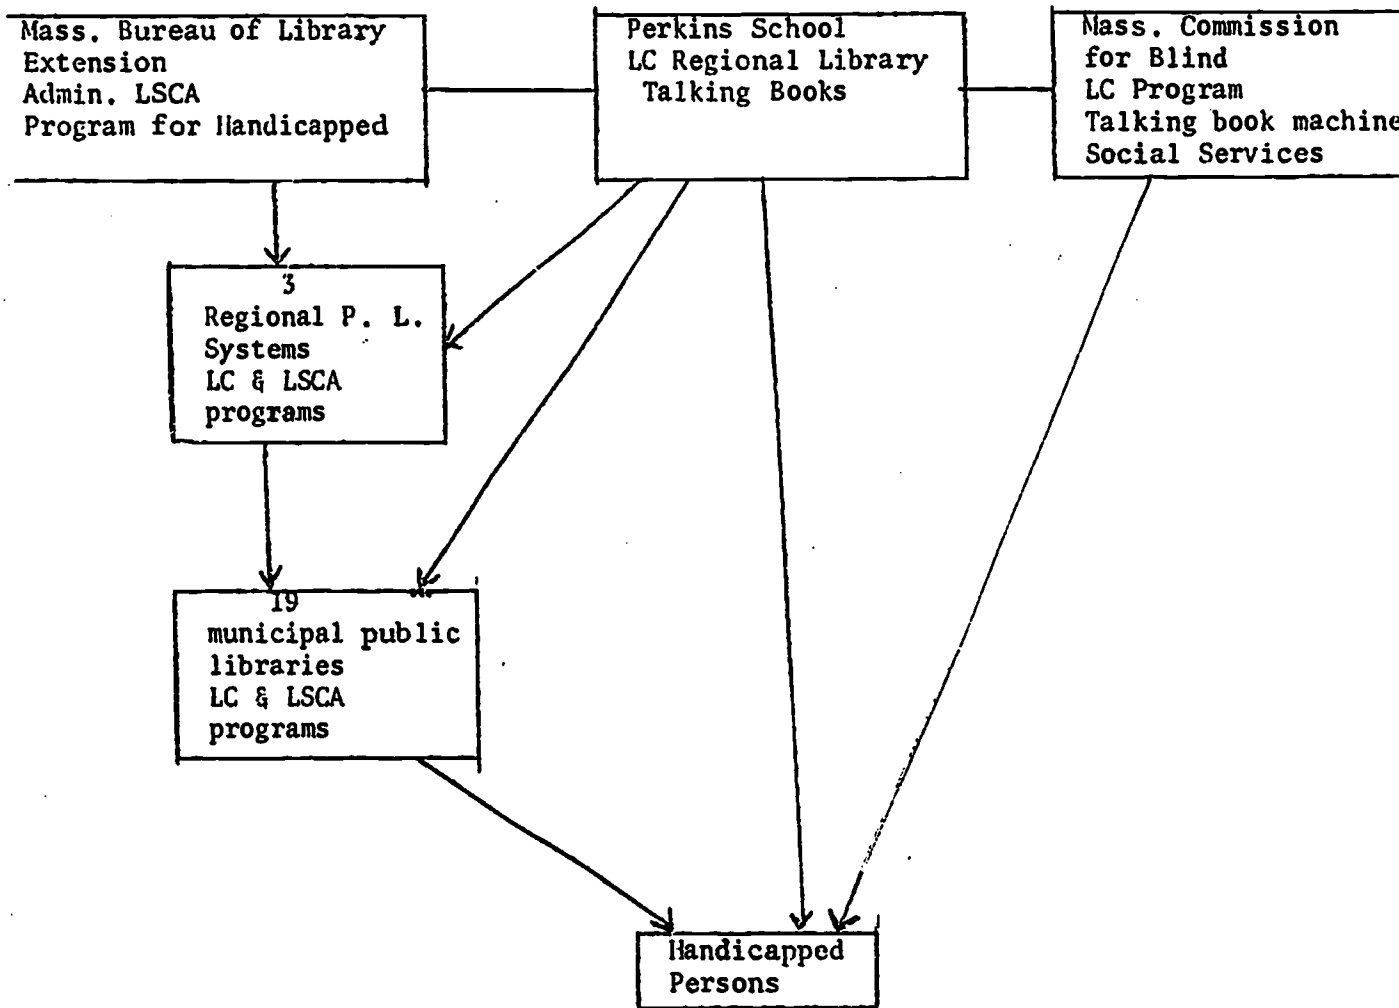 Mass. Bureau of Library
Extension
Admin. LSCA
Program for Handicapped
Perkins School
LC Regional Library
Talking Books
Mass. Commission
for Blind
LC Program
Talking book machine
Social Services
3
Regional P. L.
Systems
LC & LSCA
programs
19
municipal public
libraries
LC & LSCA
programs
Handicapped
Persons